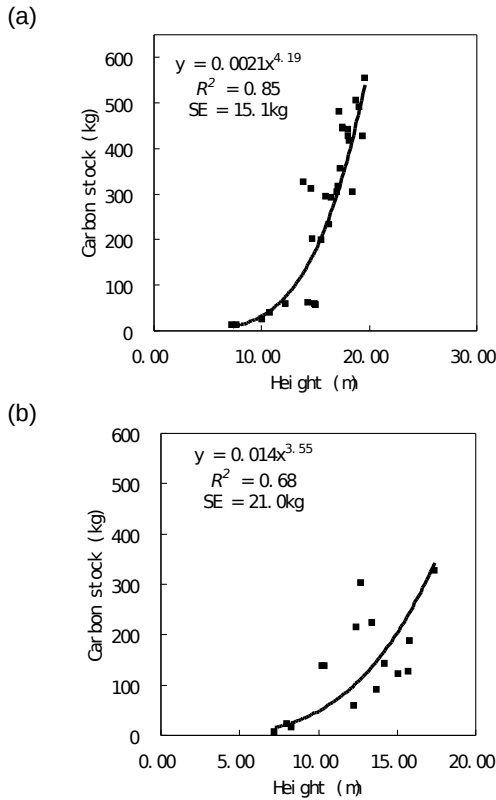 (a)
y = 0.0021x^4.19
R² = 0.85
SE = 15.1kg
Carbon stock (kg)
600
500
400
300
200
100
0
0.00 10.00 20.00 30.00
Height (m)
(b)
y = 0.014x^3.55
R² = 0.68
SE = 21.0kg
Carbon stock (kg)
600
500
400
300
200
100
0
0.00 5.00 10.00 15.00 20.00
Height (m)